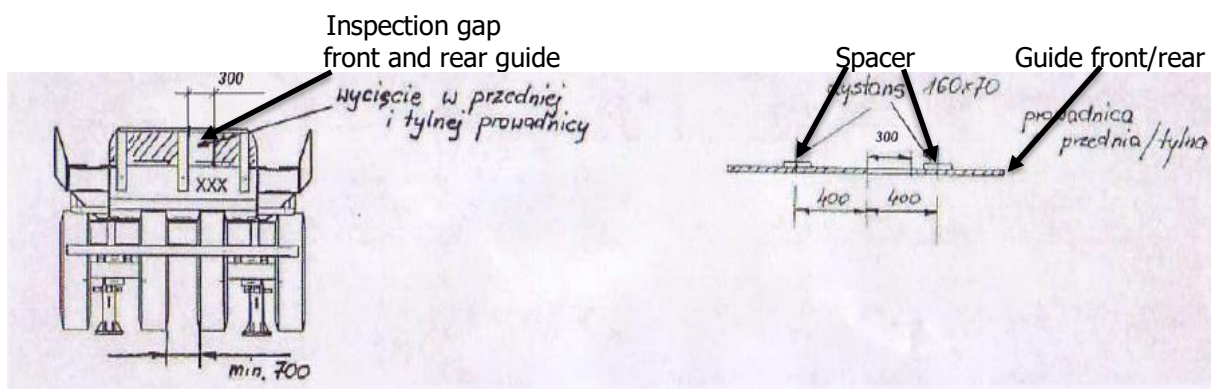 Inspection gap
front and rear guide
300
wycięcie w przedniej
i tylnej prowadnicy
XXX
min. 700
Spacer
Guide front/rear
dystans 160x70
prowadnica
przednia/tylna
300
400 400